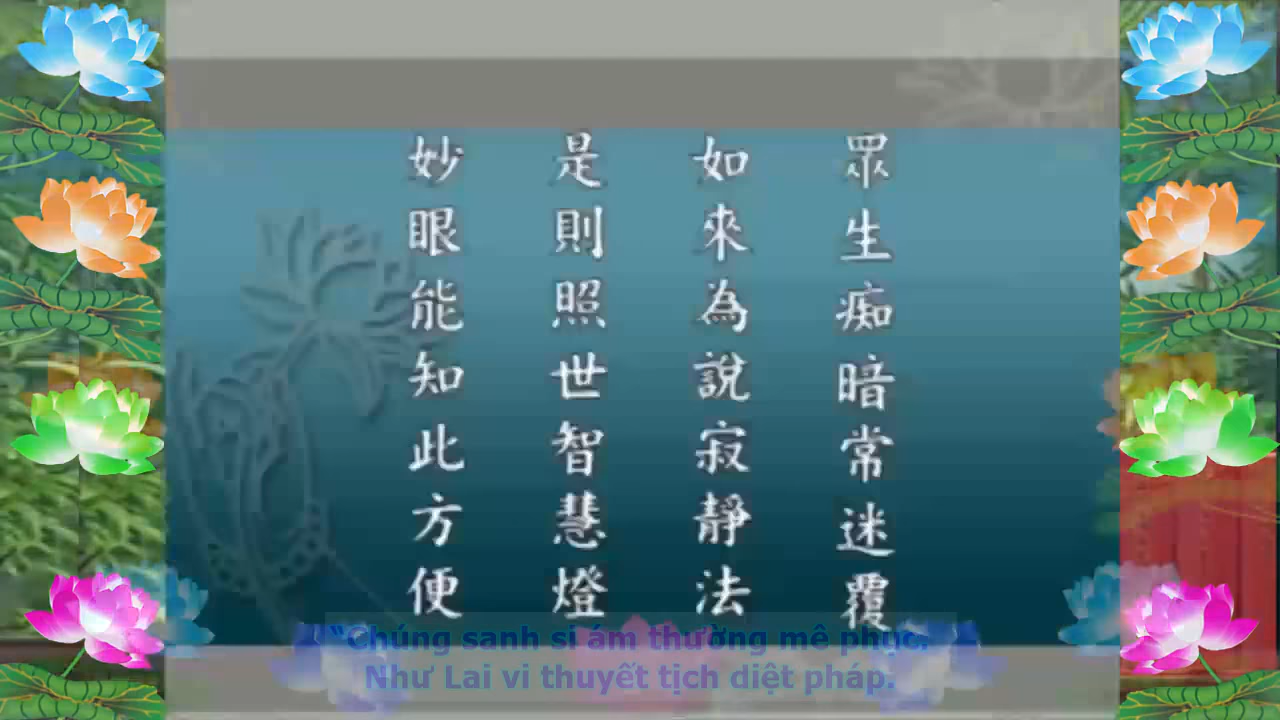 眾生痴暗常迷覆
如來為說寂靜法
是則照世智慧燈
妙眼能知此方便
“Chúng sanh si ám thường mê phục.
Như Lai vi thuyết tịch diệt pháp.